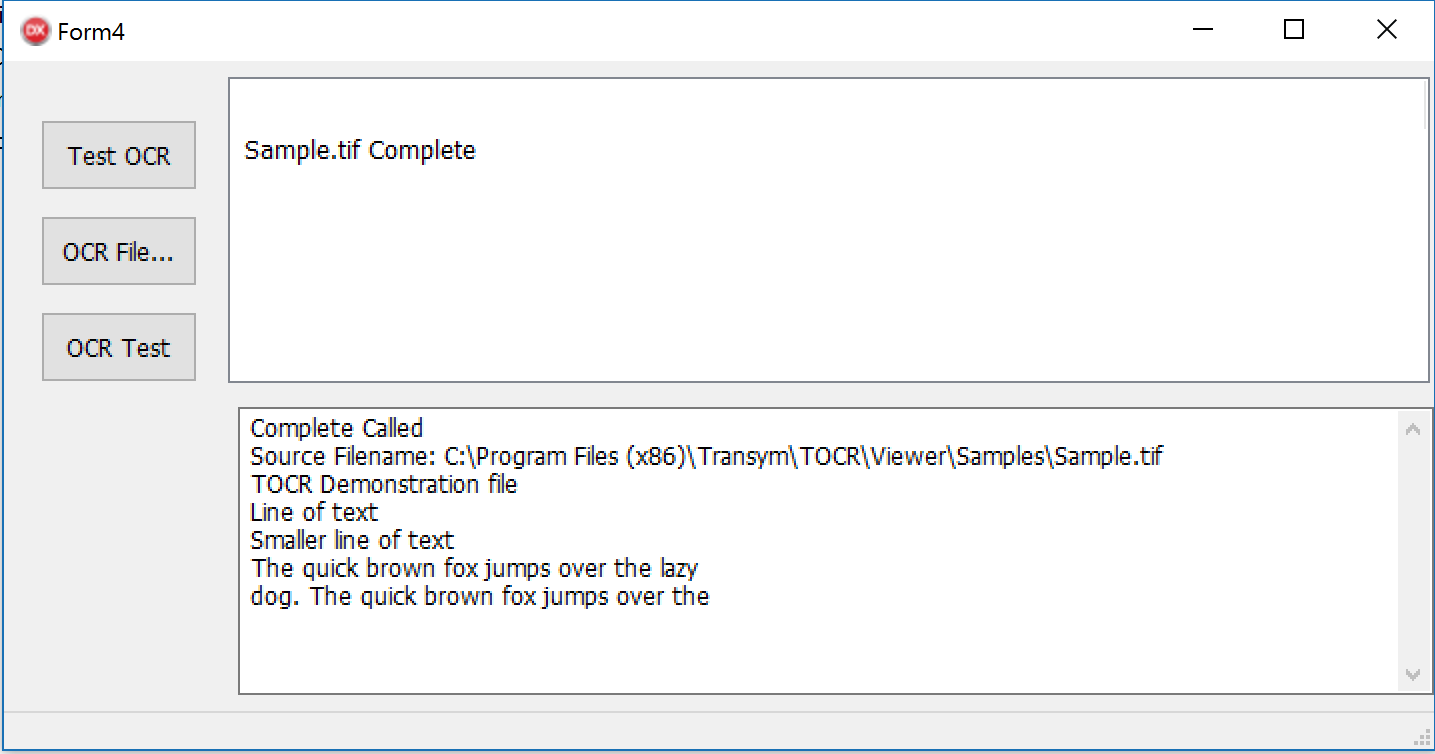 DX Form4
Test OCR
OCR File...
OCR Test
Sample.tif Complete
Complete Called
Source Filename: C:\Program Files (x86)\Transym\TOCR\Viewer\Samples\Sample.tif
TOCR Demonstration file
Line of text
Smaller line of text
The quick brown fox jumps over the lazy
dog. The quick brown fox jumps over the